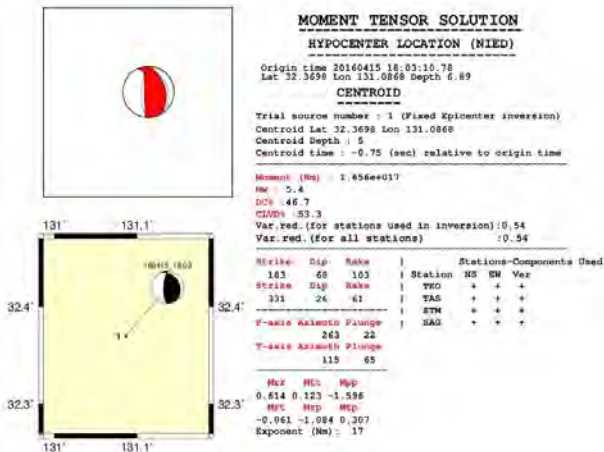 MOMENT TENSOR SOLUTION
HYPOCENTER LOCATION (NIED)
Origin time 20160415 18:03:10.78
Lat 32.3698 Lon 131.0868 Depth 6.89
CENTROID
Trial source number : 1 (Fixed Epicenter inversion)
Centroid Lat 32.3698 Lon 131.0868
Centroid Depth : 5
Centroid time : -0.75 (sec) relative to origin time
Moment (Nm) : 1.656e+017
Mw : 5.4
DC% :46.7
CLVD% :53.3
Var.red.(for stations used in inversion):0.54
Var.red.(for all stations) :0.54
Strike Dip Rake | Stations-Components Used
183 68 103 | Station NS EW Ver
Strike Dip Rake | TKO + + +
331 26 61 | TAS + + +
| STM + + +
P-axis Azimuth Plunge | SAG + + +
263 22
T-axis Azimuth Plunge
115 65
Mrr Mtt Mpp
0.614 0.123 -1.596
Mrt Mrp Mtp
-0.061 -1.084 0.307
Exponent (Nm): 17
131° 131.1°
160415_1803
32.4° 32.4°
32.3° 32.3°
131° 131.1°